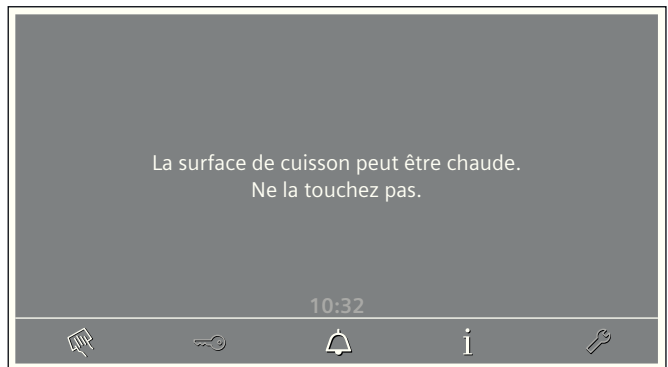 La surface de cuisson peut être chaude.
Ne la touchez pas.
10:32
i